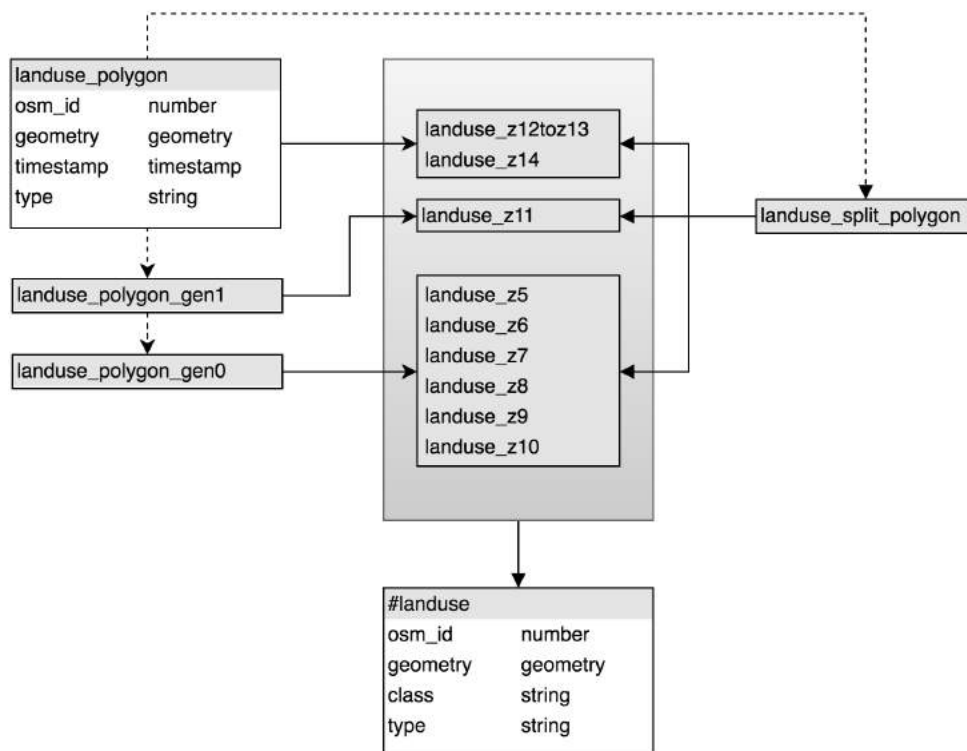 landuse_polygon
osm_id number
geometry geometry
timestamp timestamp
type string
landuse_polygon_gen1
landuse_polygon_gen0
landuse_z12toz13
landuse_z14
landuse_z11
landuse_z5
landuse_z6
landuse_z7
landuse_z8
landuse_z9
landuse_z10
landuse_split_polygon
#landuse
osm_id number
geometry geometry
class string
type string